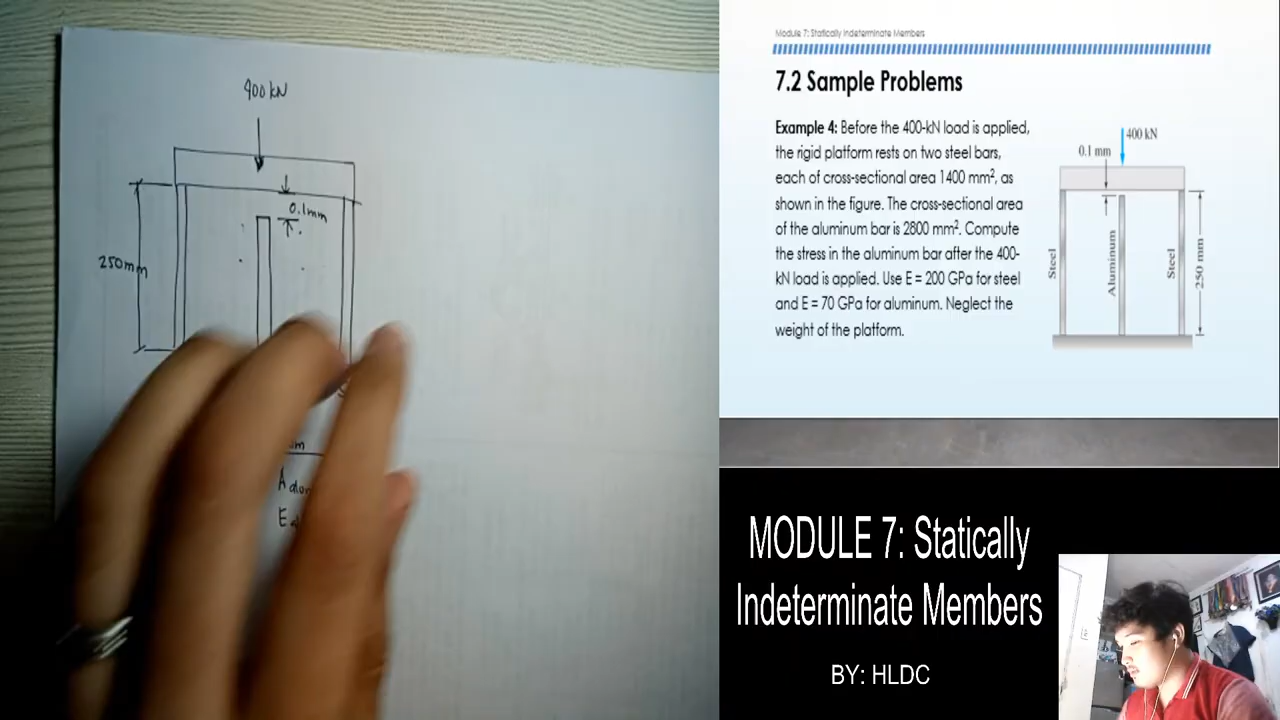 400 kN
0.1mm
250mm
A
E
Module 7: Statically Indeterminate Members
7.2 Sample Problems
Example 4: Before the 400-kN load is applied,
the rigid platform rests on two steel bars,
each of cross-sectional area 1400 mm², as
shown in the figure. The cross-sectional area
of the aluminum bar is 2800 mm². Compute
the stress in the aluminum bar after the 400-
kN load is applied. Use E = 200 GPa for steel
and E = 70 GPa for aluminum. Neglect the
weight of the platform.
400 kN
0.1 mm
Steel
Aluminum
Steel
250 mm
MODULE 7: Statically
Indeterminate Members
BY: HLDC